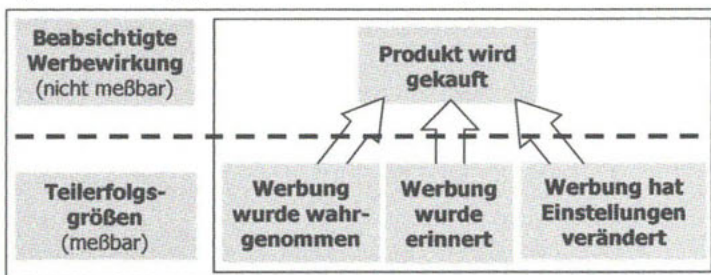 Beabsichtigte
Werbewirkung
(nicht meßbar)
Produkt wird
gekauft
Teilerfolgs-
größen
(meßbar)
Werbung
wurde wahr-
genommen
Werbung
wurde
erinnert
Werbung hat
Einstellungen
verändert